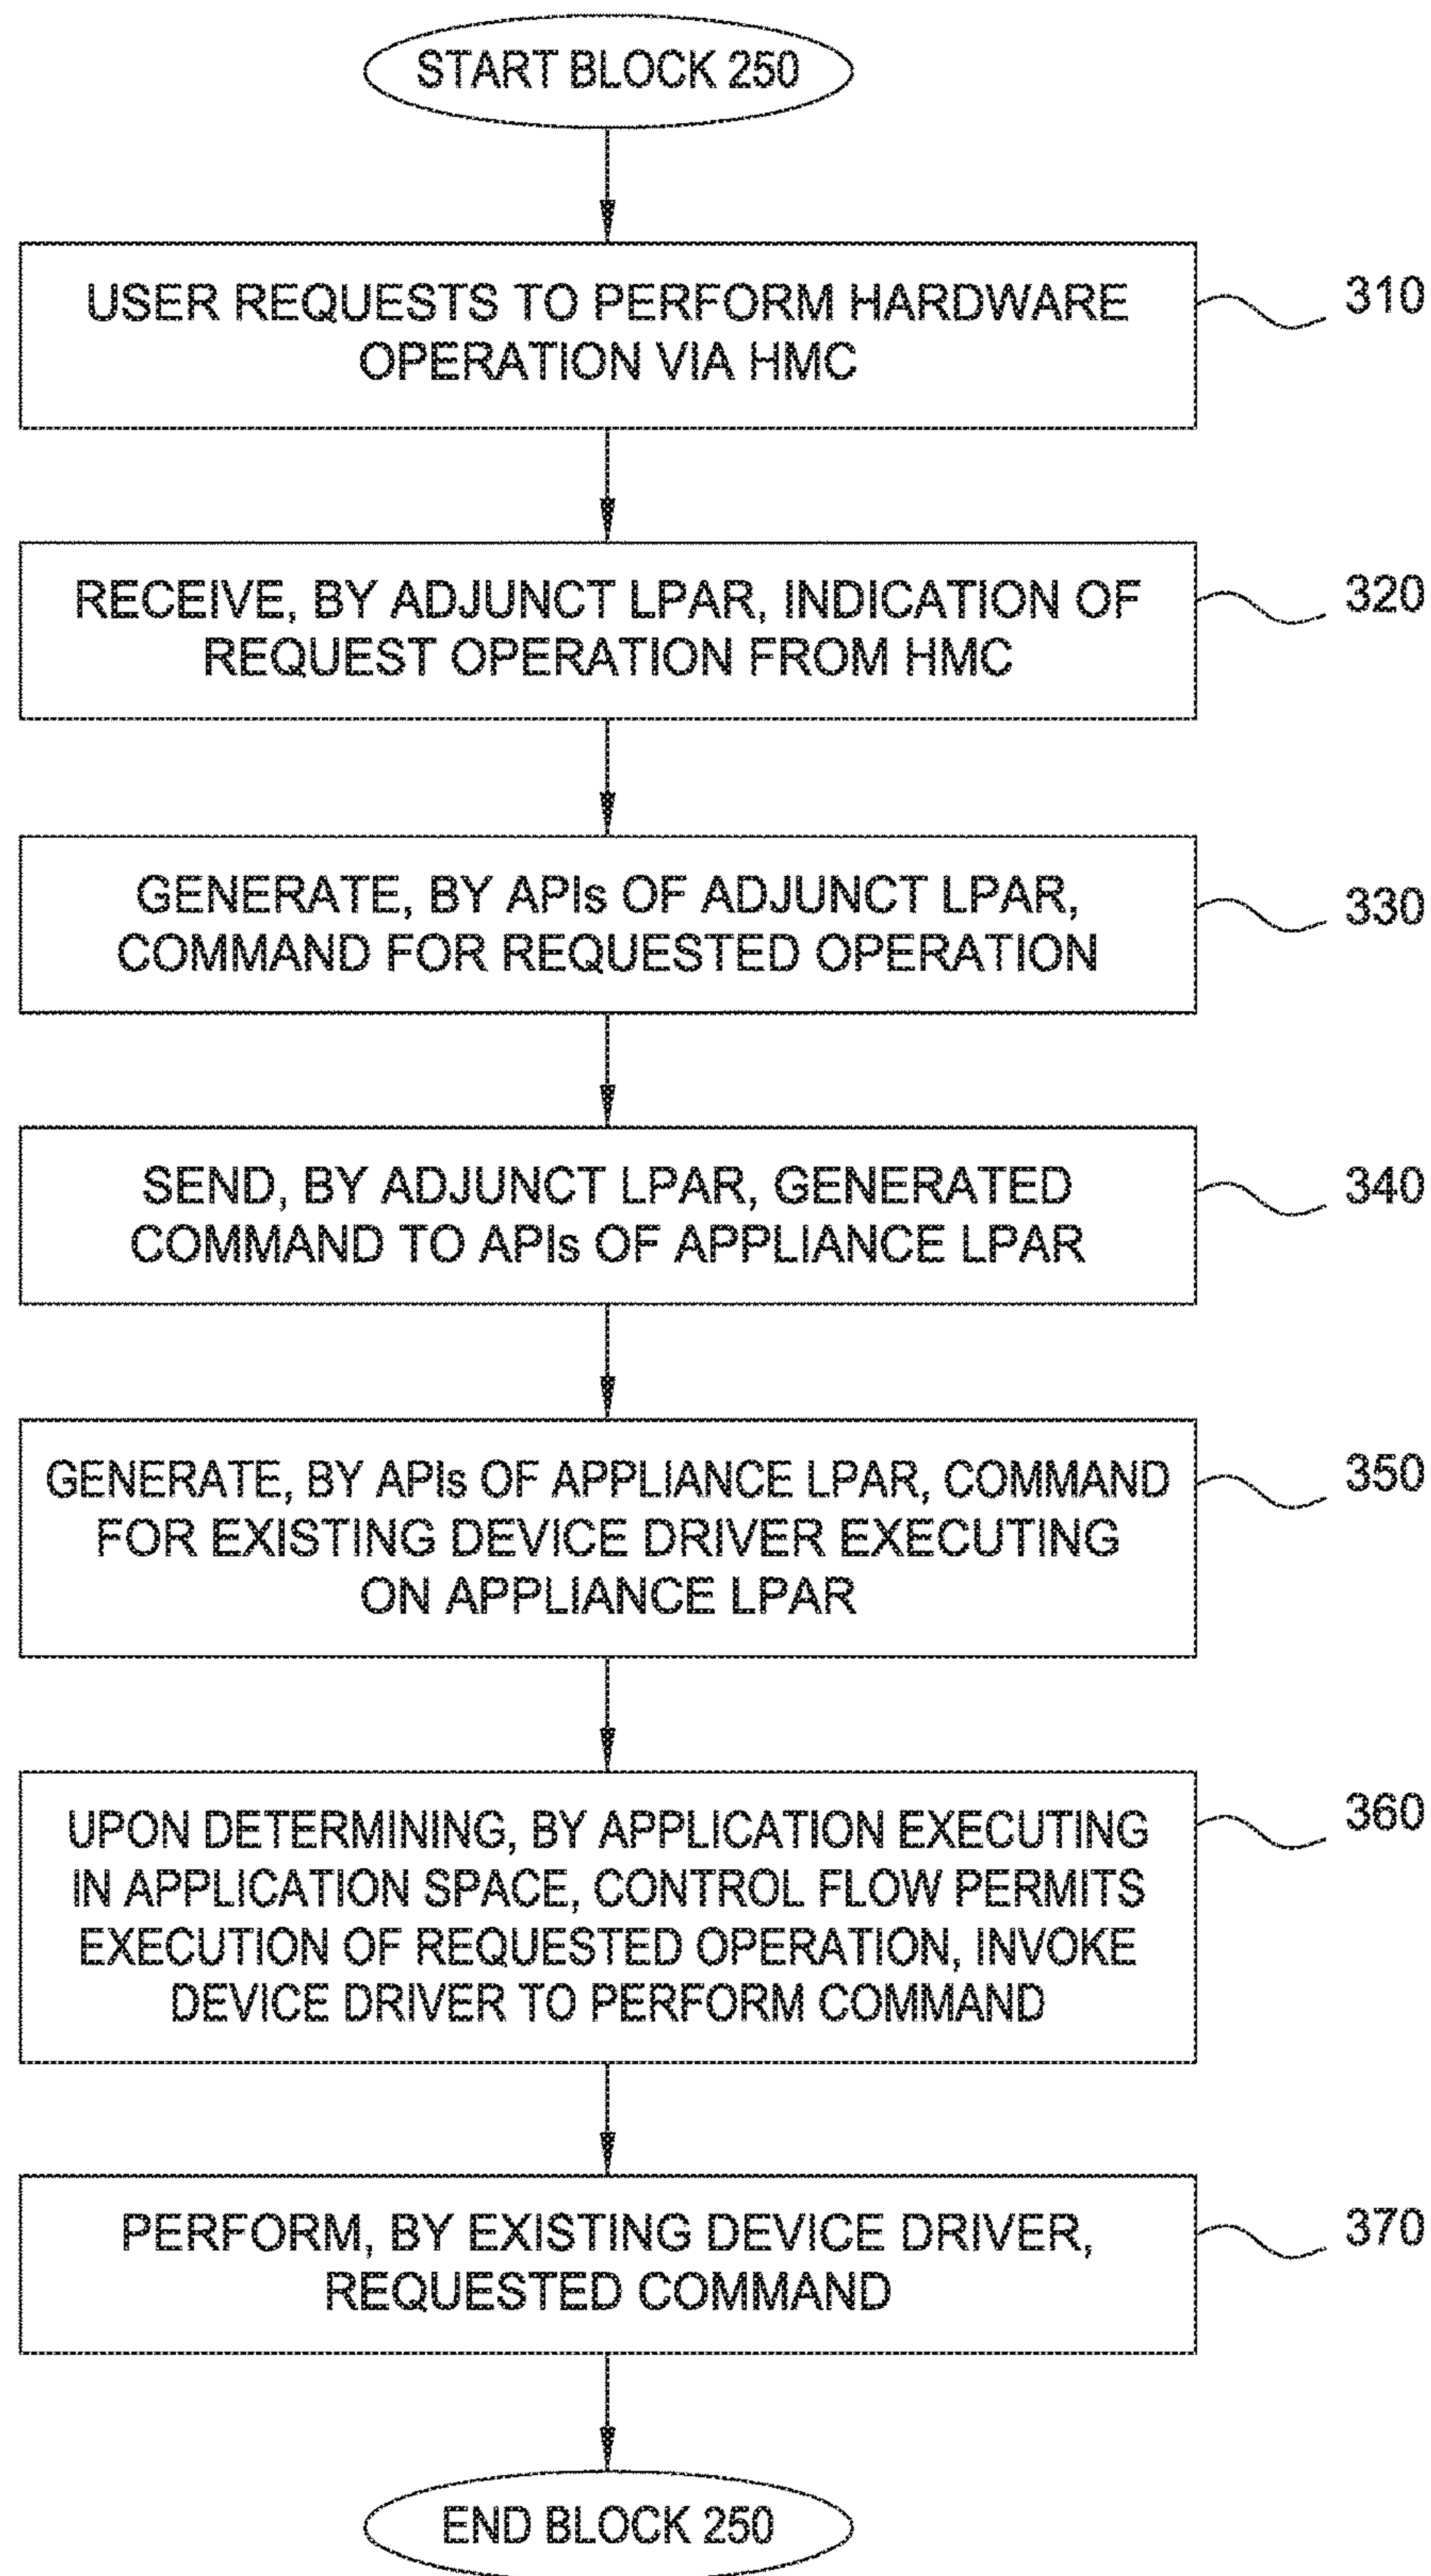 START BLOCK 250
USER REQUESTS TO PERFORM HARDWARE
OPERATION VIA HMC
310
RECEIVE, BY ADJUNCT LPAR, INDICATION OF
REQUEST OPERATION FROM HMC
320
GENERATE, BY APIs OF ADJUNCT LPAR,
COMMAND FOR REQUESTED OPERATION
330
SEND, BY ADJUNCT LPAR, GENERATED
COMMAND TO APIs OF APPLIANCE LPAR
340
GENERATE, BY APIs OF APPLIANCE LPAR, COMMAND
FOR EXISTING DEVICE DRIVER EXECUTING
ON APPLIANCE LPAR
350
UPON DETERMINING, BY APPLICATION EXECUTING
IN APPLICATION SPACE, CONTROL FLOW PERMITS
EXECUTION OF REQUESTED OPERATION, INVOKE
DEVICE DRIVER TO PERFORM COMMAND
360
PERFORM, BY EXISTING DEVICE DRIVER,
REQUESTED COMMAND
370
END BLOCK 250